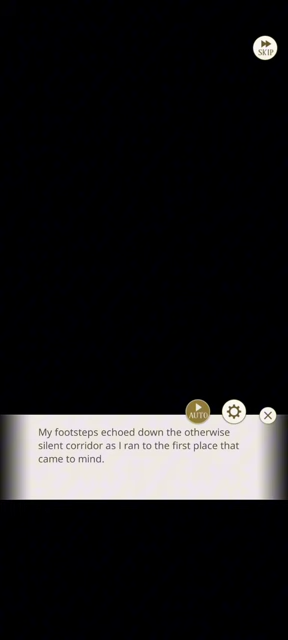 SKIP
AUTO
My footsteps echoed down the otherwise
silent corridor as I ran to the first place that
came to mind.